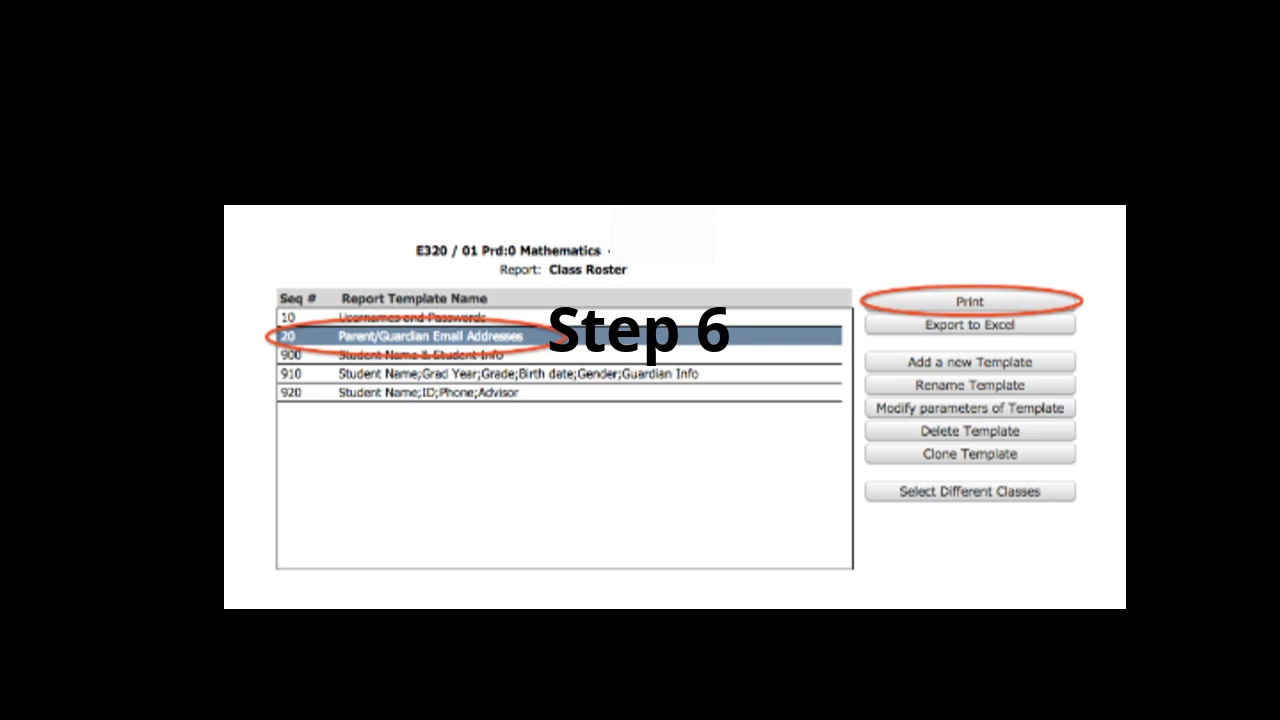 E320 / 01 Prd:0 Mathematics
Report: Class Roster
Seq # Report Template Name
10 Usernames and Passwords
20 Parent/Guardian Email Addresses
900 Student Name & Student Info
910 Student Name;Grad Year;Grade;Birth date;Gender;Guardian Info
920 Student Name;ID;Phone;Advisor
Step 6
Print
Export to Excel
Add a new Template
Rename Template
Modify parameters of Template
Delete Template
Clone Template
Select Different Classes